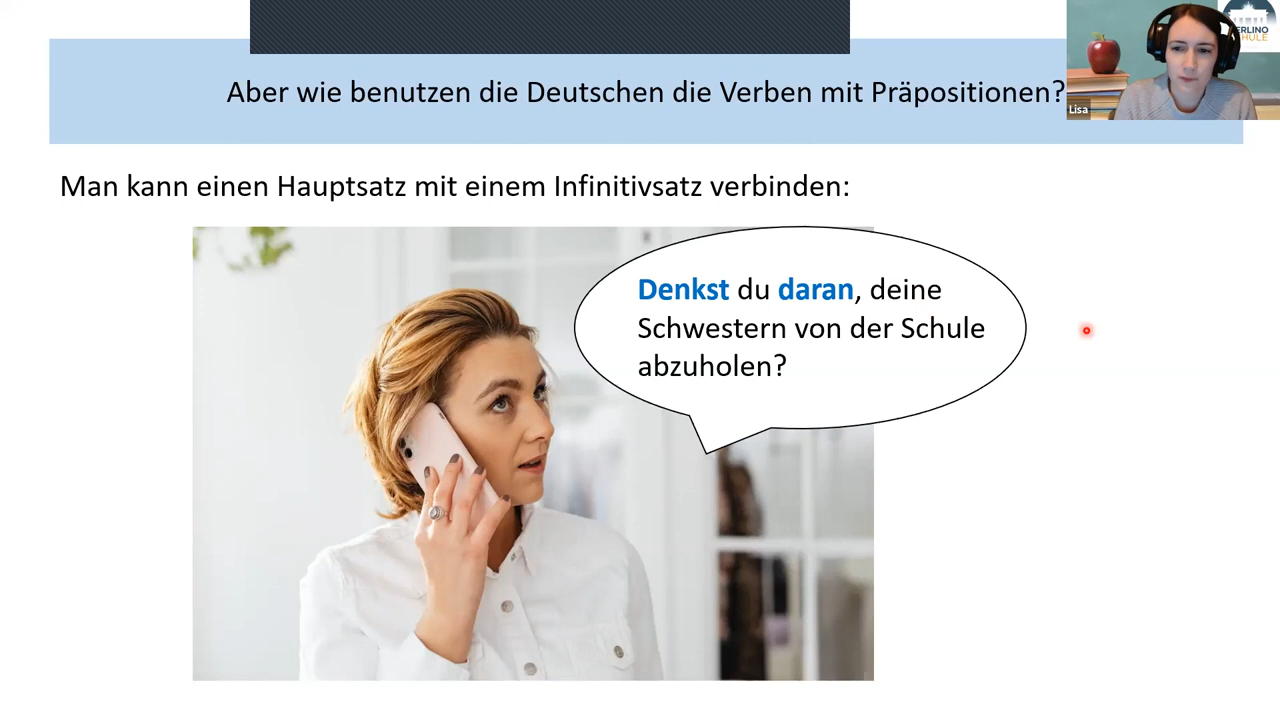 Aber wie benutzen die Deutschen die Verben mit Präpositionen?
Lisa
Man kann einen Hauptsatz mit einem Infinitivsatz verbinden:
Denkst du daran, deine
Schwestern von der Schule
abzuholen?